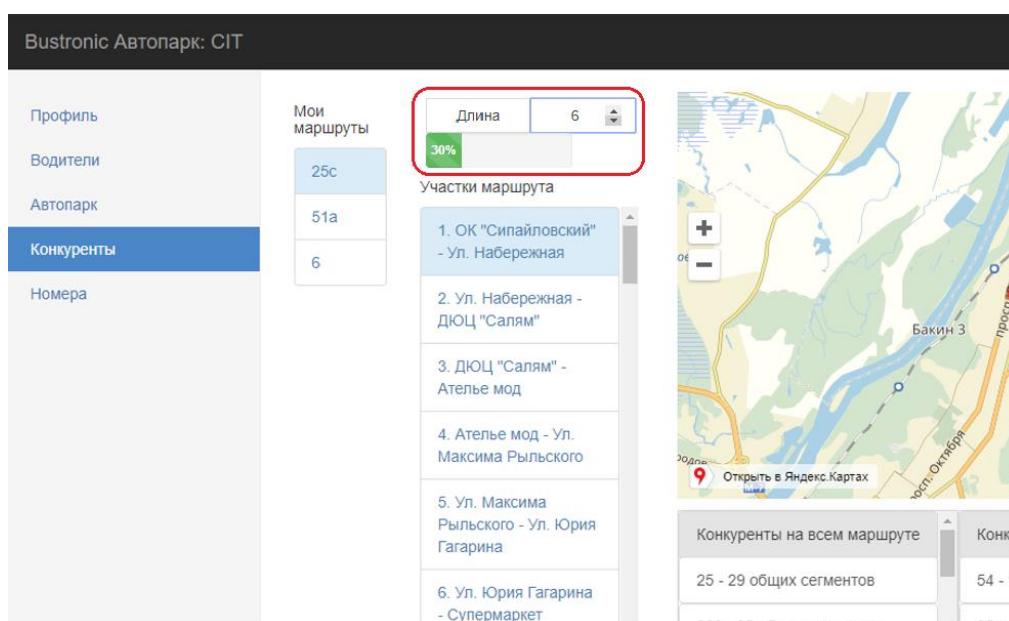 Bustronic Автопарк: CIT
Профиль
Водители
Автопарк
Конкуренты
Номера
Мои
маршруты
25с
51а
6
Длина 6
30%
Участки маршрута
1. ОК "Сипайловский"
- Ул. Набережная
2. Ул. Набережная -
ДЮЦ "Салям"
3. ДЮЦ "Салям" -
Ателье мод
4. Ателье мод - Ул.
Максима Рыльского
5. Ул. Максима
Рыльского - Ул. Юрия
Гагарина
6. Ул. Юрия Гагарина
- Супермаркет
+
−
Бакин 3
просп. Октября
Открыть в Яндекс.Картах
Конкуренты на всем маршруте
25 - 29 общих сегментов
Конк
54 -